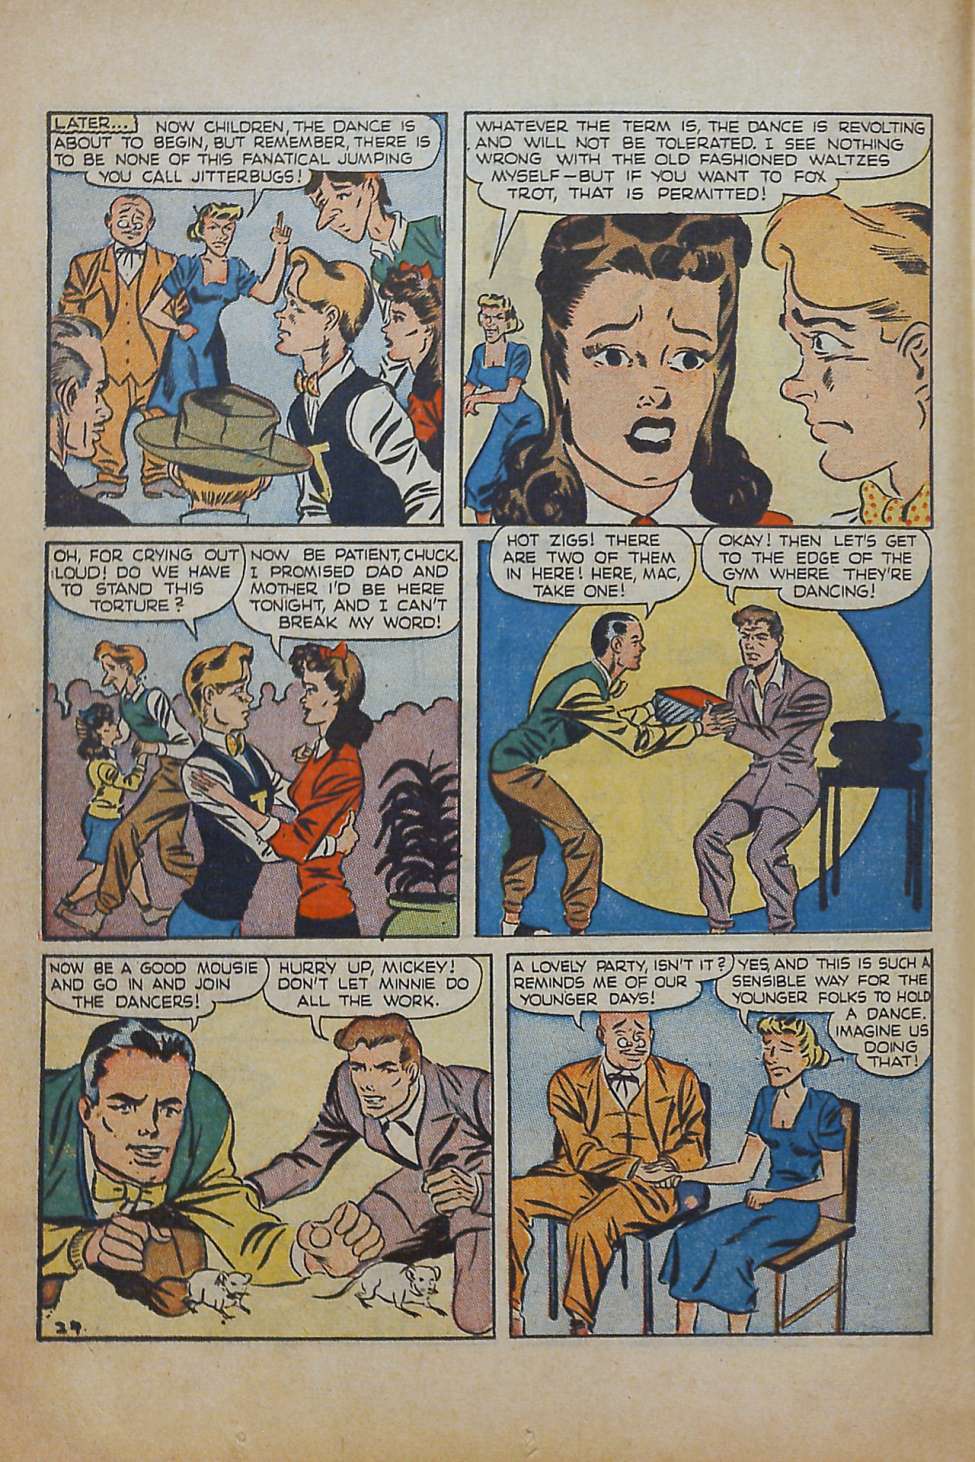 LATER...
NOW CHILDREN, THE DANCE IS
ABOUT TO BEGIN, BUT REMEMBER, THERE IS
TO BE NONE OF THIS FANATICAL JUMPING
YOU CALL JITTERBUGS!
T
WHATEVER THE TERM IS, THE DANCE IS REVOLTING
AND WILL NOT BE TOLERATED. I SEE NOTHING
WRONG WITH THE OLD FASHIONED WALTZES
MYSELF—BUT IF YOU WANT TO FOX
TROT, THAT IS PERMITTED!
OH, FOR CRYING OUT
LOUD! DO WE HAVE
TO STAND THIS
TORTURE?
NOW BE PATIENT, CHUCK.
I PROMISED DAD AND
MOTHER I'D BE HERE
TONIGHT, AND I CAN'T
BREAK MY WORD!
T
HOT ZIGS! THERE
ARE TWO OF THEM
IN HERE! HERE, MAC,
TAKE ONE!
OKAY! THEN LET'S GET
TO THE EDGE OF THE
GYM WHERE THEY'RE
DANCING!
NOW BE A GOOD MOUSIE
AND GO IN AND JOIN
THE DANCERS!
HURRY UP, MICKEY!
DON'T LET MINNIE DO
ALL THE WORK.
29.
A LOVELY PARTY, ISN'T IT?
REMINDS ME OF OUR
YOUNGER DAYS!
YES, AND THIS IS SUCH A
SENSIBLE WAY FOR THE
YOUNGER FOLKS TO HOLD
A DANCE.
IMAGINE US
DOING
THAT!